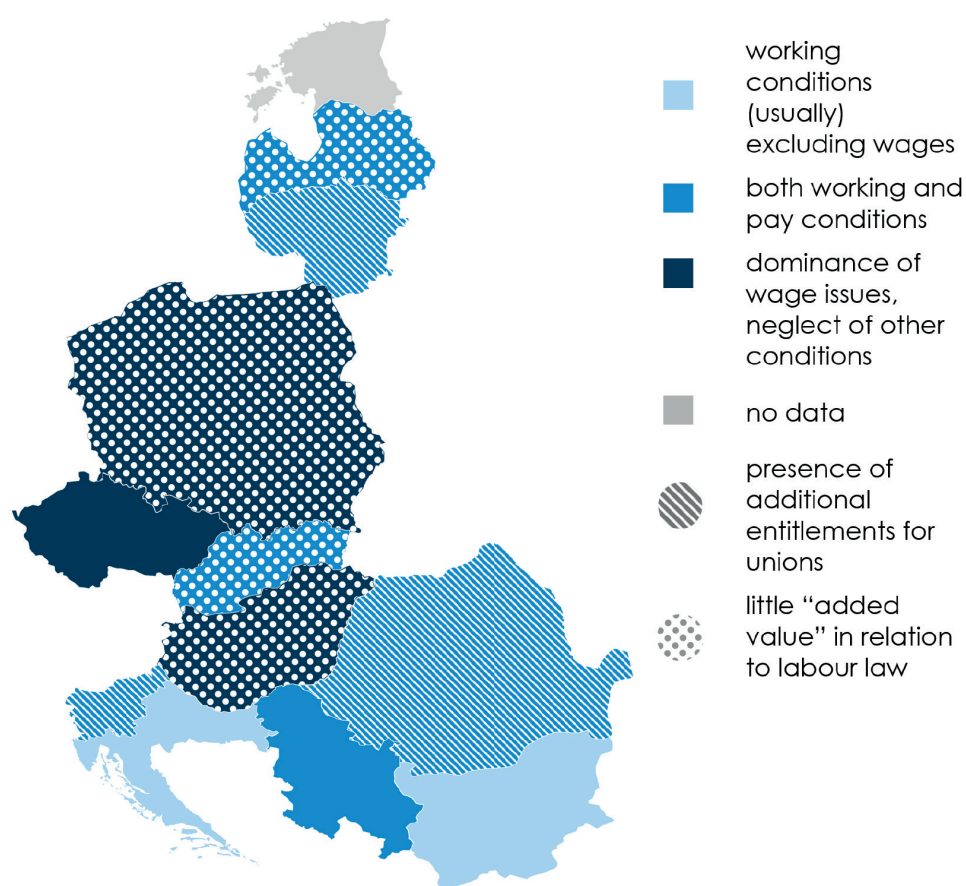 working
conditions
(usually)
excluding wages
both working and
pay conditions
dominance of
wage issues,
neglect of other
conditions
no data
presence of
additional
entitlements for
unions
little “added
value” in relation
to labour law